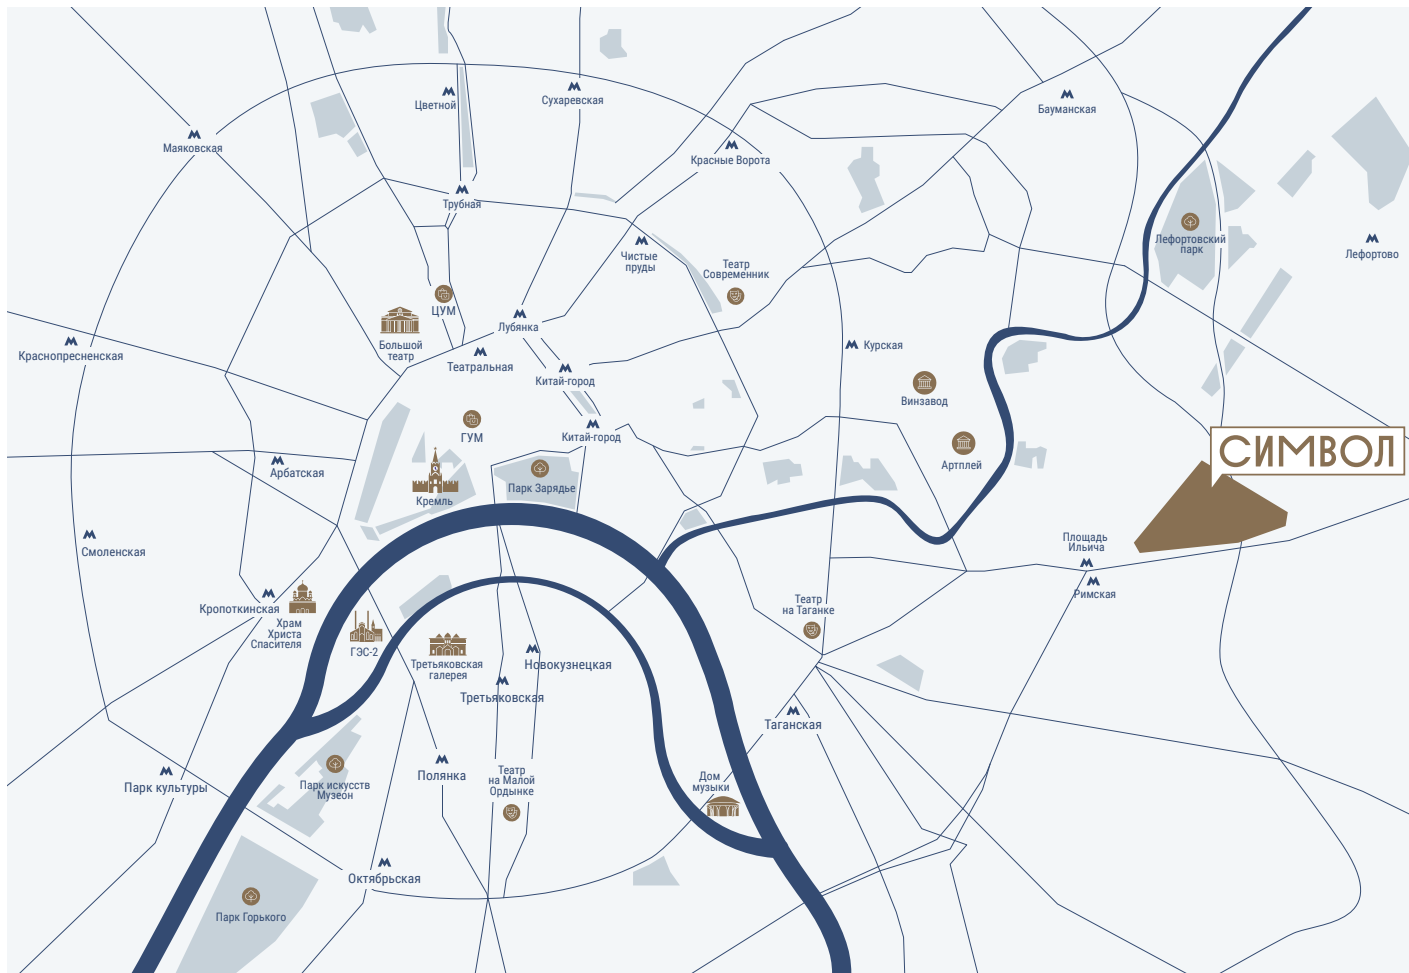 Цветной
Сухаревская
Бауманская
Маяковская
Красные Ворота
Трубная
Чистые
пруды
Театр
Современник
Лефортовский
парк
Лефортово
ЦУМ
Лубянка
Большой
театр
Театральная
Краснопресненская
Курская
Китай-город
Винзавод
ГУМ
Китай-город
СИМВОЛ
Арбатская
Артплей
Кремль
Парк Зарядье
Смоленская
Площадь
Ильича
Римская
Кропоткинская
Храм
Христа
Спасителя
ГЭС-2
Театр
на Таганке
Третьяковская
галерея
Новокузнецкая
Третьяковская
Таганская
Полянка
Театр
на Малой
Ордынке
Дом
музыки
Парк культуры
Парк искусств
Музеон
Октябрьская
Парк Горького